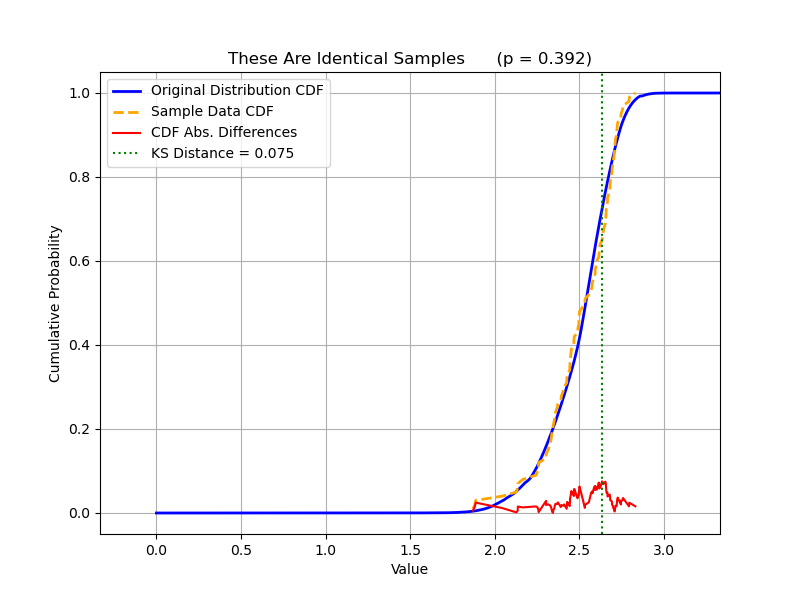 These Are Identical Samples (p = 0.392)
Original Distribution CDF
Sample Data CDF
CDF Abs. Differences
KS Distance = 0.075
Cumulative Probability
1.0
0.8
0.6
0.4
0.2
0.0
0.0 0.5 1.0 1.5 2.0 2.5 3.0
Value